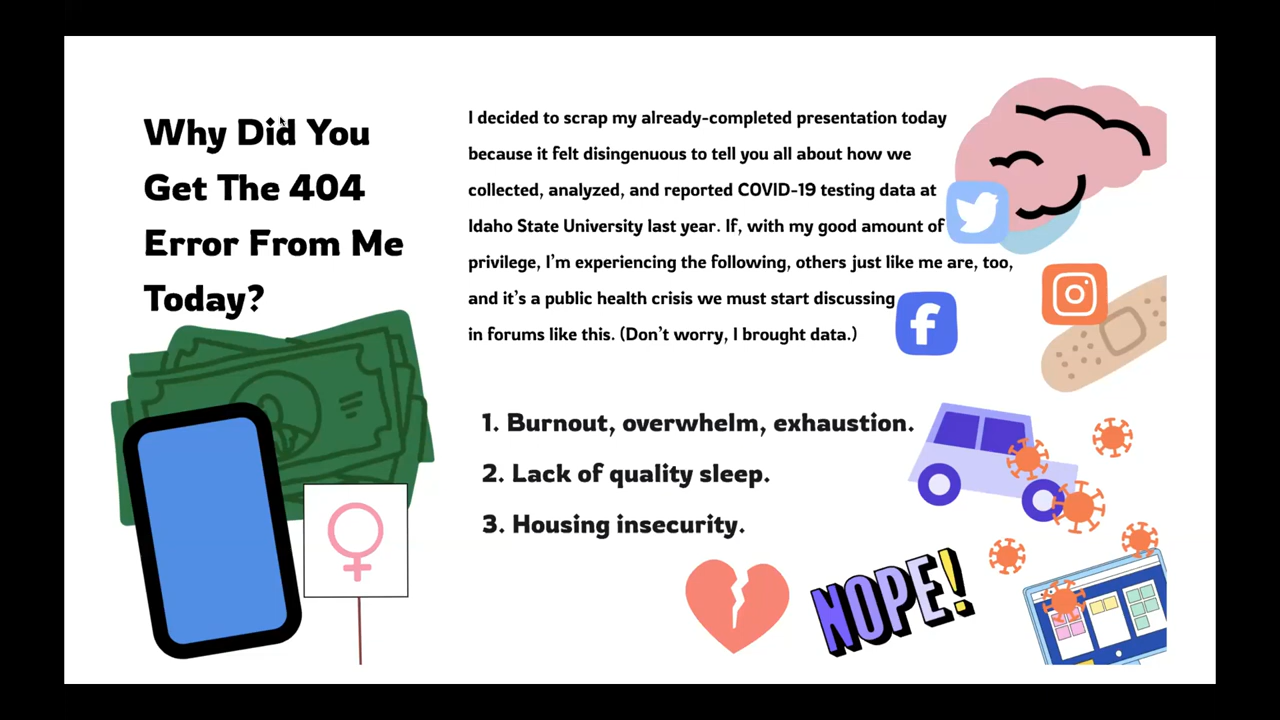 Why Did You
Get The 404
Error From Me
Today?
I decided to scrap my already-completed presentation today
because it felt disingenuous to tell you all about how we
collected, analyzed, and reported COVID-19 testing data at
Idaho State University last year. If, with my good amount of
privilege, I'm experiencing the following, others just like me are, too,
and it's a public health crisis we must start discussing
in forums like this. (Don't worry, I brought data.)
1. Burnout, overwhelm, exhaustion.
2. Lack of quality sleep.
3. Housing insecurity.
NOPE!